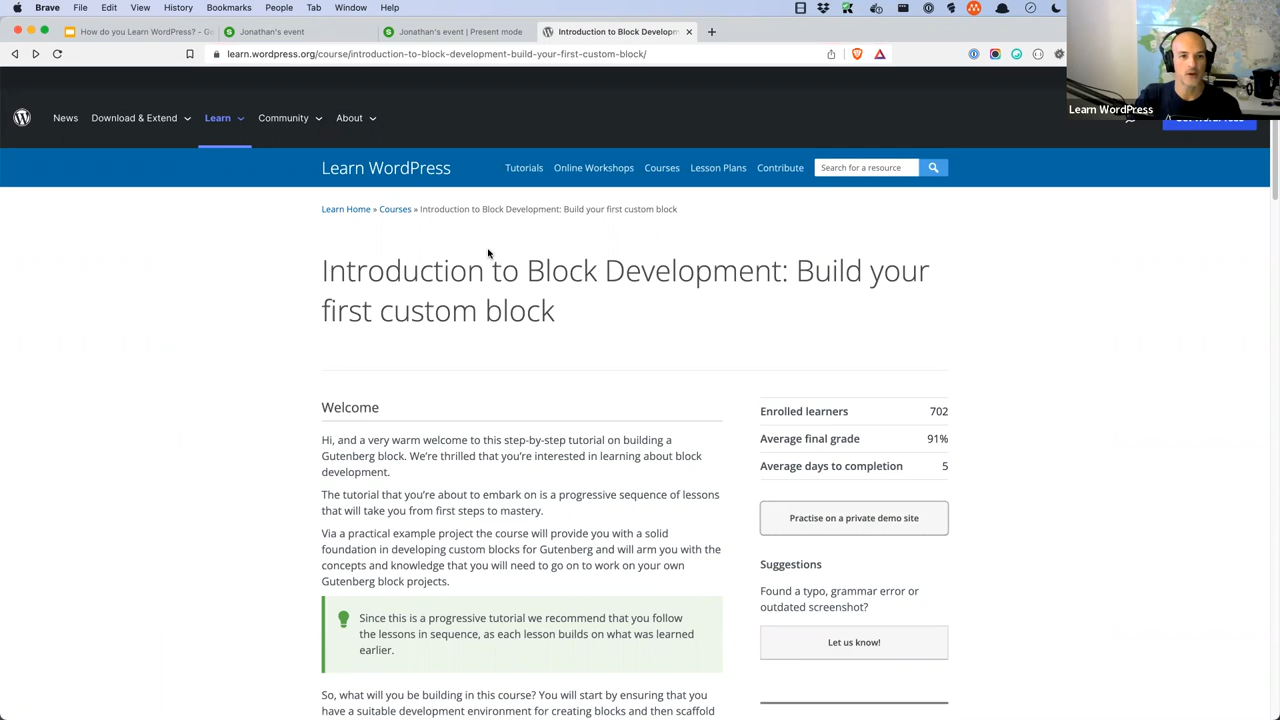 Brave File Edit View History Bookmarks People Tab Window Help
How do you Learn WordPress? - Go
Jonathan's event
Jonathan's event | Present mode
Introduction to Block Developm
learn.wordpress.org/course/introduction-to-block-development-build-your-first-custom-block/
Learn WordPress
News Download & Extend Learn Community About
Learn WordPress
Tutorials Online Workshops Courses Lesson Plans Contribute
Search for a resource
Learn Home » Courses » Introduction to Block Development: Build your first custom block
Introduction to Block Development: Build your
first custom block
Welcome
Hi, and a very warm welcome to this step-by-step tutorial on building a
Gutenberg block. We're thrilled that you're interested in learning about block
development.
The tutorial that you're about to embark on is a progressive sequence of lessons
that will take you from first steps to mastery.
Via a practical example project the course will provide you with a solid
foundation in developing custom blocks for Gutenberg and will arm you with the
concepts and knowledge that you will need to go on to work on your own
Gutenberg block projects.
Since this is a progressive tutorial we recommend that you follow
the lessons in sequence, as each lesson builds on what was learned
earlier.
So, what will you be building in this course? You will start by ensuring that you
have a suitable development environment for creating blocks and then scaffold
Enrolled learners 702
Average final grade 91%
Average days to completion 5
Practise on a private demo site
Suggestions
Found a typo, grammar error or
outdated screenshot?
Let us know!